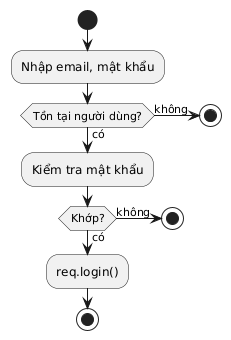 Nhập email, mật khẩu
Tồn tại người dùng?
không
có
Kiểm tra mật khẩu
Khớp?
không
có
req.login()